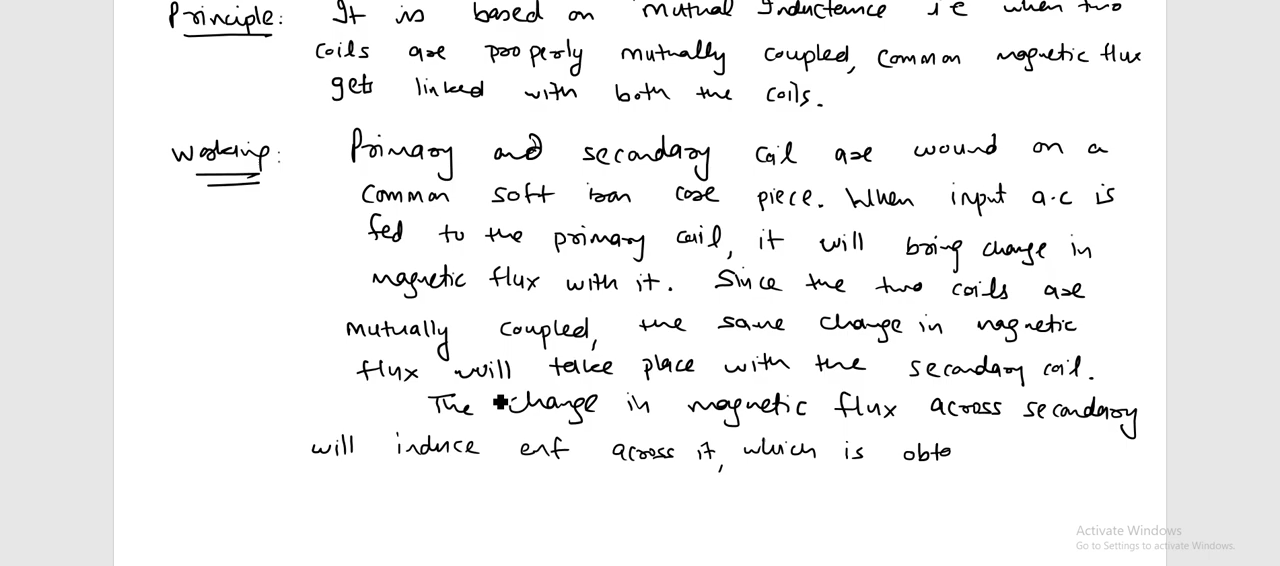 Principle: It is based on Mutual Inductance i.e when two
coils are properly mutually coupled, common magnetic flux
gets linked with both the coils.
Working: Primary and secondary coil are wound on a
common soft iron core piece. When input a.c is
fed to the primary coil, it will bring change in
magnetic flux with it. Since the two coils are
mutually coupled, the same change in magnetic
flux will take place with the secondary coil.
The change in magnetic flux across secondary
will induce emf across it, which is obta
Activate Windows
Go to Settings to activate Windows.